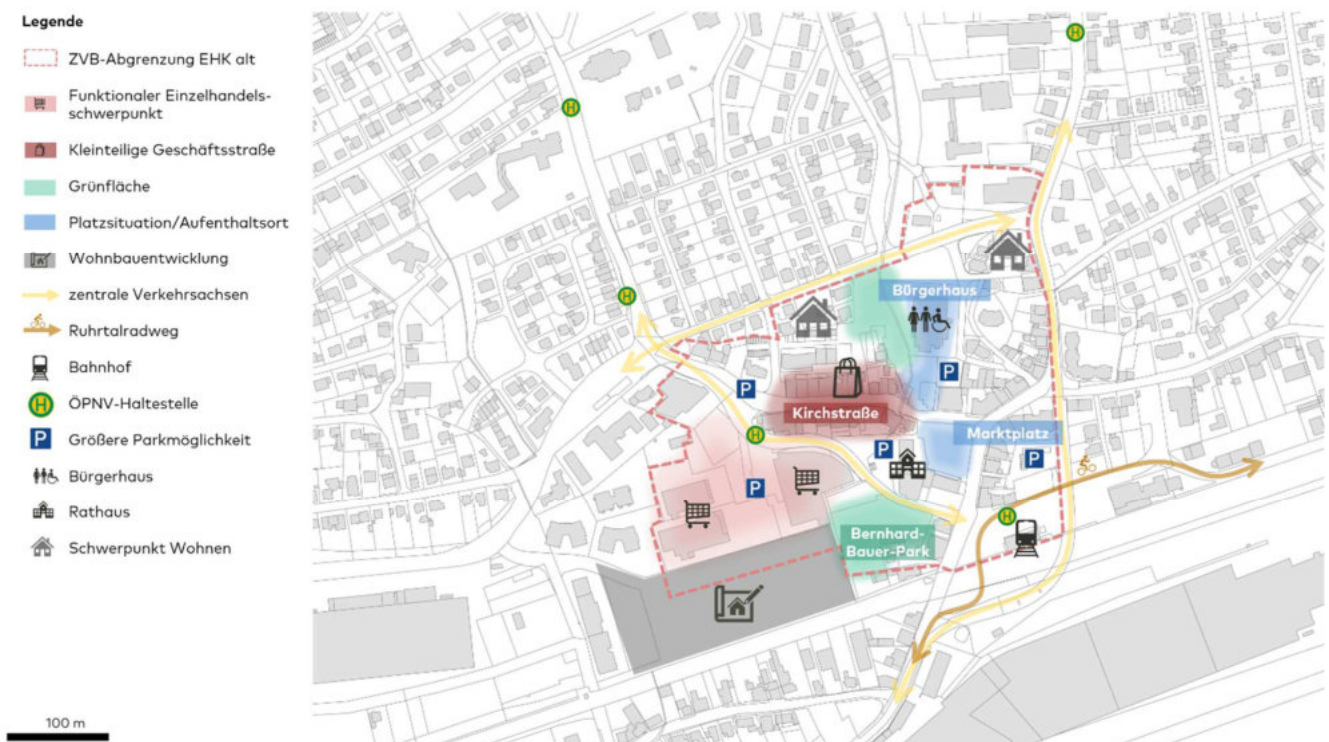 Legende
ZVB-Abgrenzung EHK alt
Funktionaler Einzelhandels-
schwerpunkt
Kleinteilige Geschäftsstraße
Grünfläche
Platzsituation/Aufenthaltsort
Wohnbauentwicklung
zentrale Verkehrsachsen
Ruhrtalradweg
Bahnhof
H
ÖPNV-Haltestelle
P
Größere Parkmöglichkeit
Bürgerhaus
Rathaus
Schwerpunkt Wohnen
100 m
H
H
H
Bürgerhaus
P
P
Kirchstraße
H
Marktplatz
P
P
P
H
Bernhard-
Bauer-Park